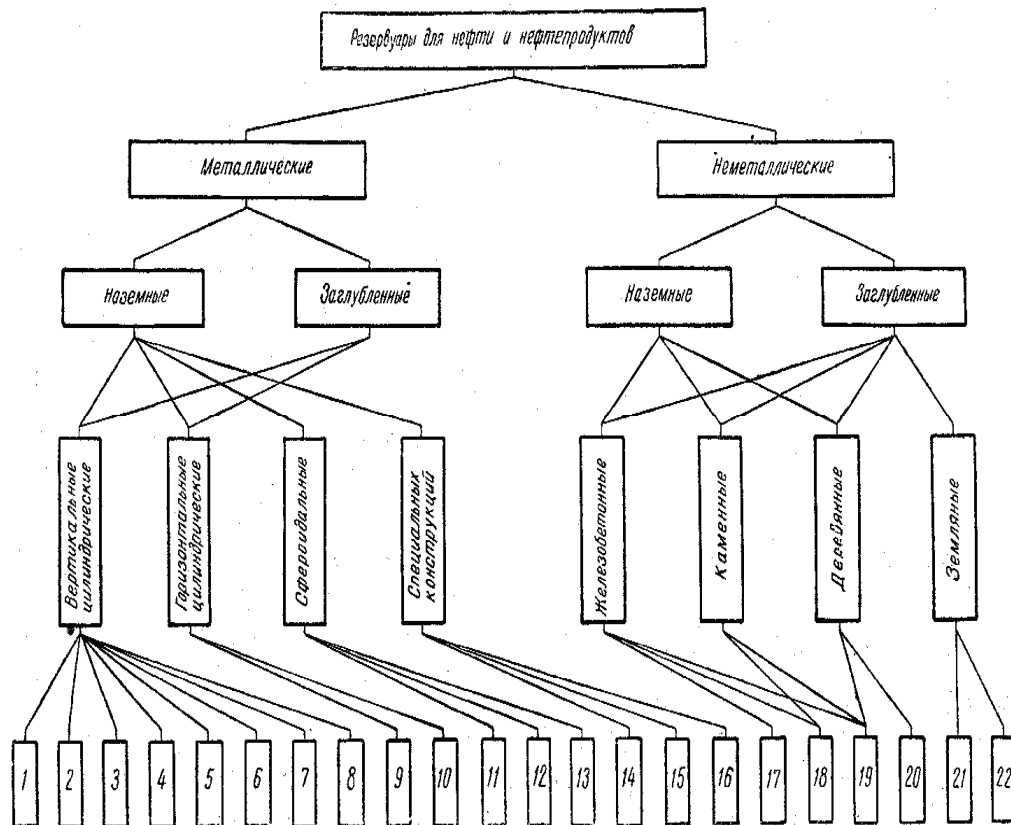 Резервуары для нефти и нефтепродуктов
Металлические
Неметаллические
Наземные
Заглубленные
Наземные
Заглубленные
Вертикальные
цилиндрические
Горизонтальные
цилиндрические
Сфероидальные
Специальных
конструкций
Железобетонные
Каменные
Деревянные
Земляные
1
2
3
4
5
6
7
8
9
10
11
12
13
14
15
16
17
18
19
20
21
22